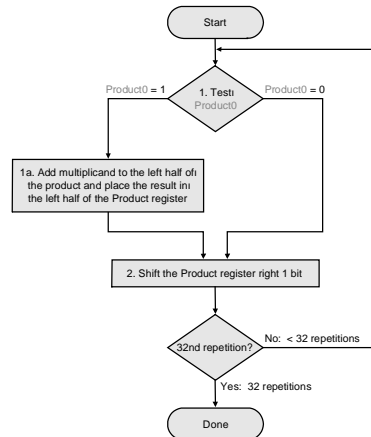 Start
Product0 = 1
1. Test
Product0
Product0 = 0
1a. Add multiplicand to the left half of
the product and place the result in
the left half of the Product register
2. Shift the Product register right 1 bit
32nd repetition?
No: < 32 repetitions
Yes: 32 repetitions
Done